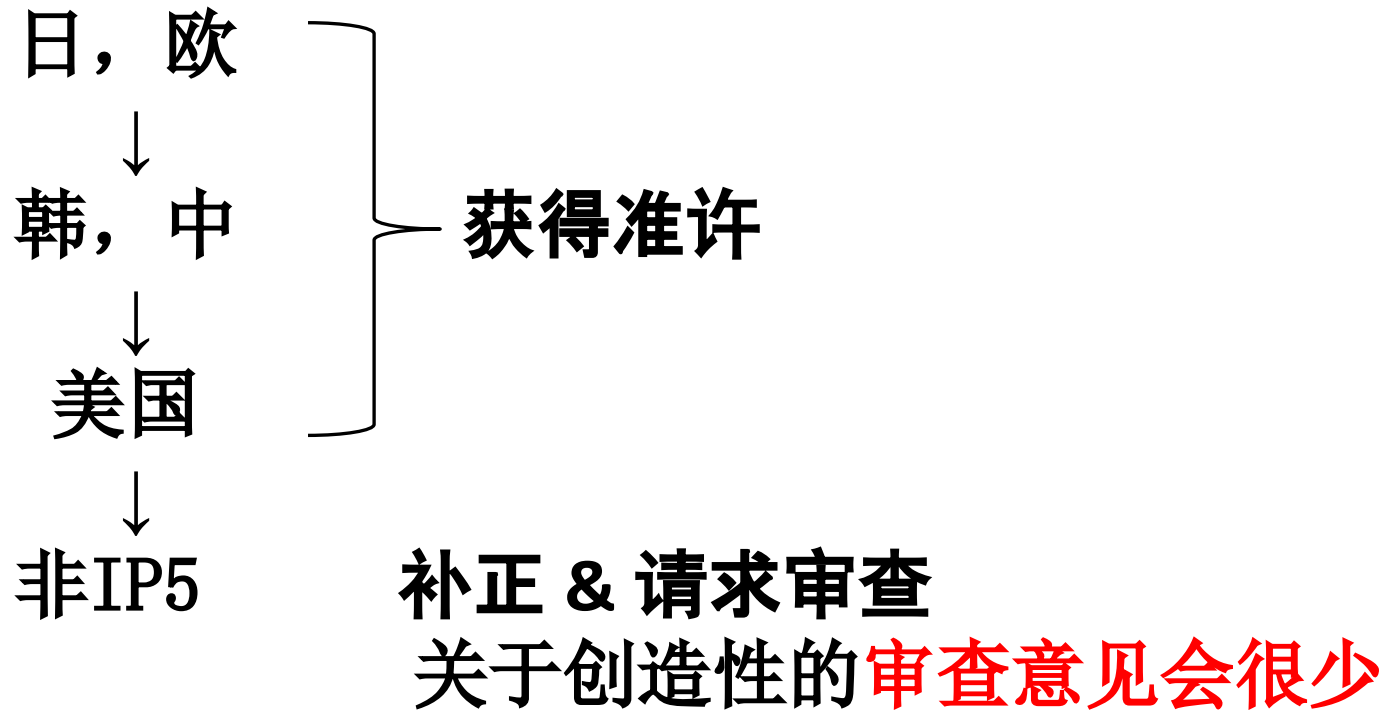 日，欧
↓
韩， 中
获得准许
↓
美国
↓
非IP5
补正 & 请求审查
关于创造性的审查意见会很少